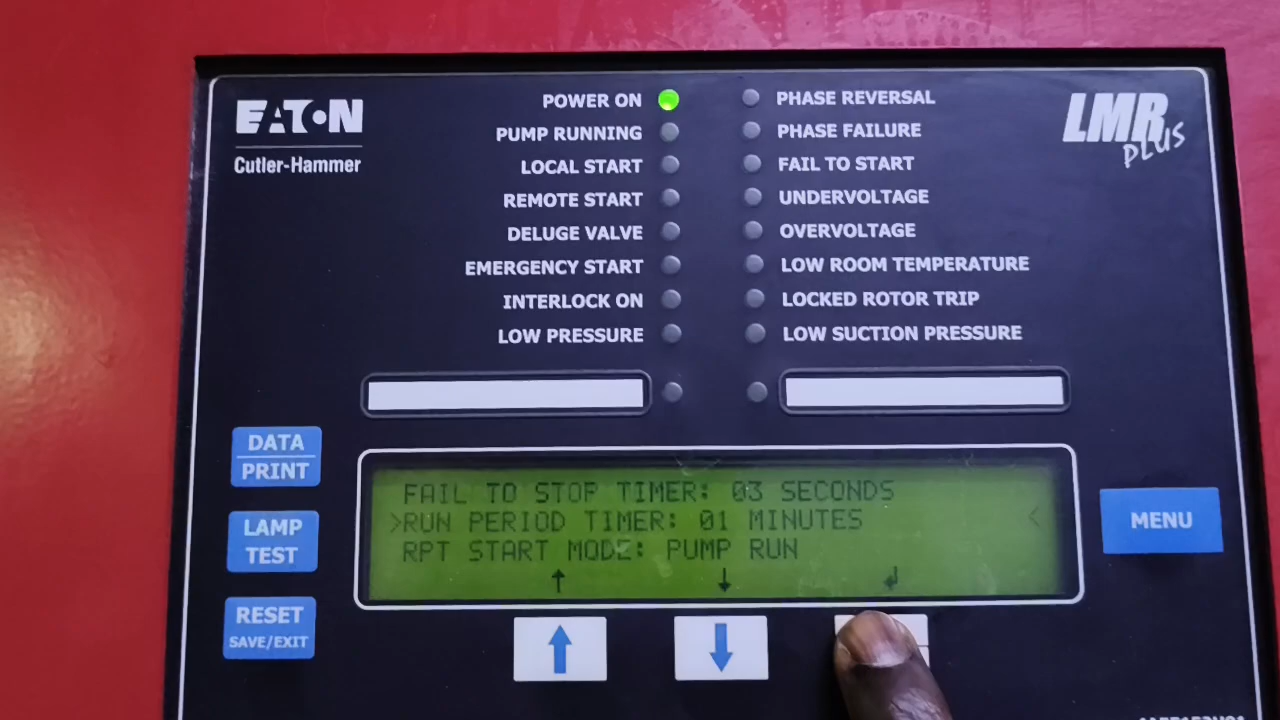 EATON
Cutler-Hammer
POWER ON
PUMP RUNNING
LOCAL START
REMOTE START
DELUGE VALVE
EMERGENCY START
INTERLOCK ON
LOW PRESSURE
PHASE REVERSAL
PHASE FAILURE
FAIL TO START
UNDERVOLTAGE
OVERVOLTAGE
LOW ROOM TEMPERATURE
LOCKED ROTOR TRIP
LOW SUCTION PRESSURE
LMR
PLUS
DATA
PRINT
LAMP
TEST
RESET
SAVE/EXIT
FAIL TO STOP TIMER: 03 SECONDS
>RUN PERIOD TIMER: 01 MINUTES <
RPT START MODE: PUMP RUN
↑ ↓ ↲
MENU